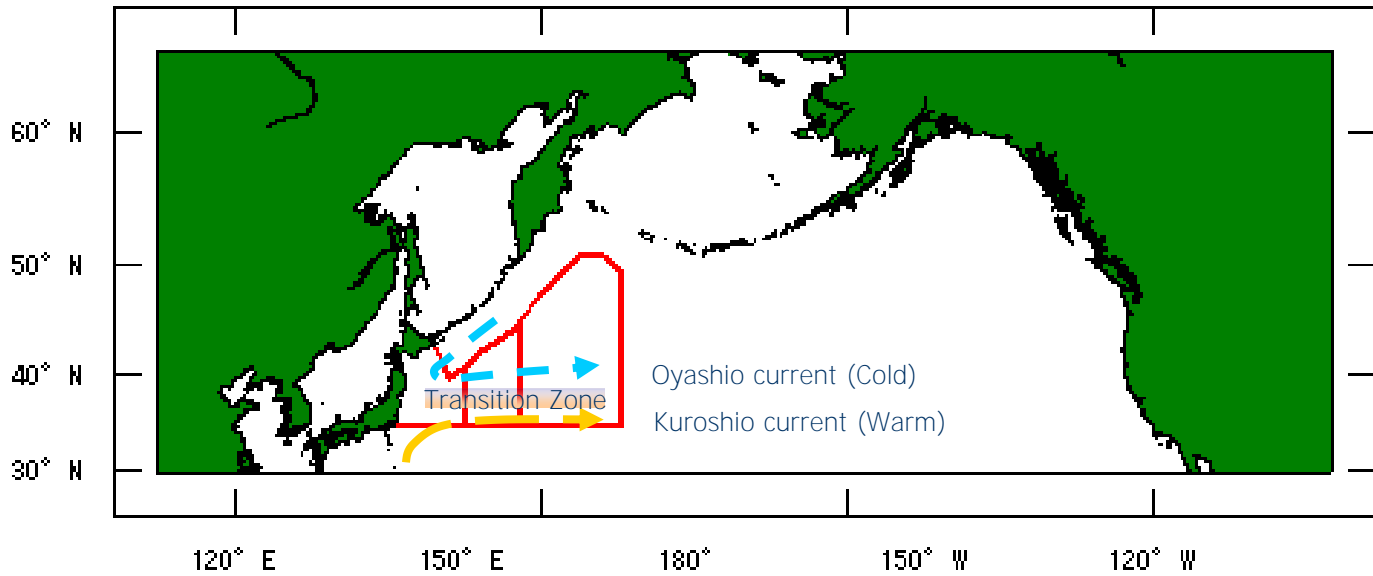 60° N
50° N
40° N
30° N
Oyashio current (Cold)
Transition Zone
Kuroshio current (Warm)
120° E
150° E
180°
150° W
120° W